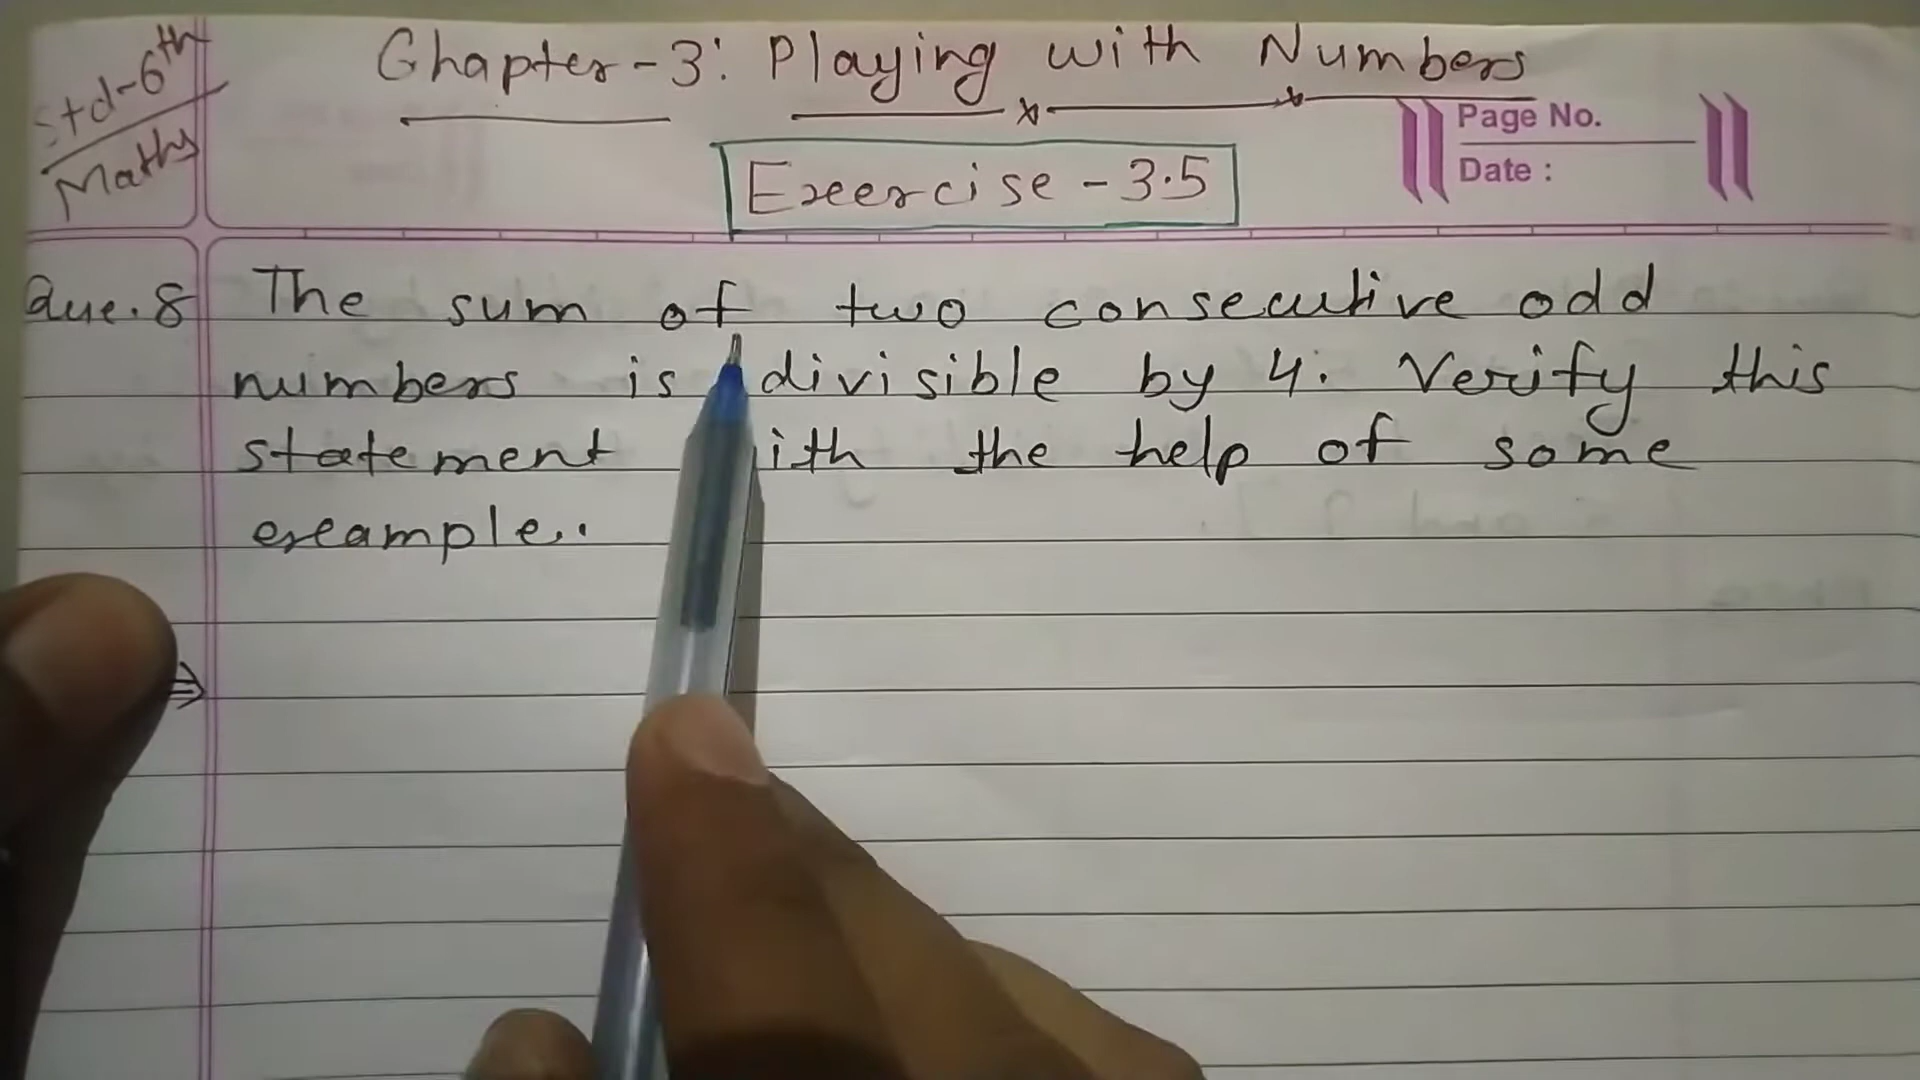 Std-6th
Maths
Chapter-3: Playing with Numbers
Page No.
Date :
Exercise - 3.5
Que.8 The sum of two consecutive odd
numbers is divisible by 4. Verify this
statement ith the help of some
example..
⇒